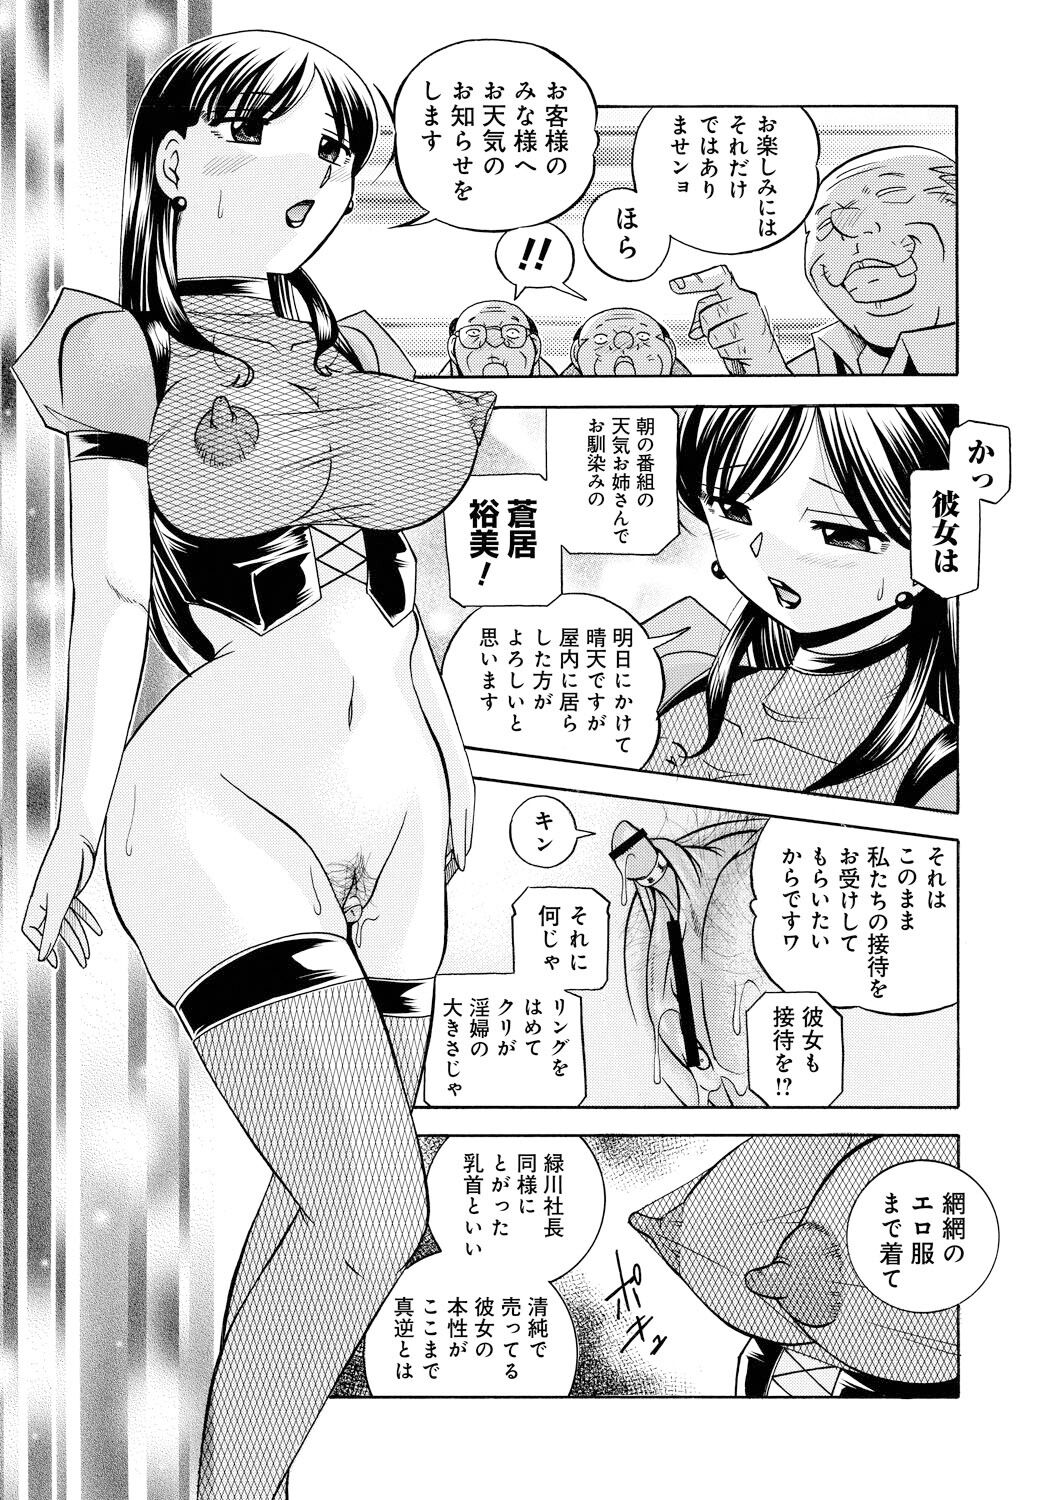 お楽しみには
それだけ
ではあり
ませンョ
ほら
!!
お客様の
みな様へ
お天気の
お知らせを
します
かっ
彼女は
朝の番組の
天気お姉さんで
お馴染みの
蒼居
裕美!
明日にかけて
晴天ですが
屋内に居ら
した方が
よろしいと
思います
それは
このまま
私たちの接待を
お受けして
もらいたい
からですワ
彼女も
接待を!?
キン
それに
何じゃ
リングを
はめて
クリが
淫婦の
大きさじゃ
網網の
エロ服
まで着て
ポキッ
緑川社長
同様に
とがった
乳首といい
清純で
売ってる
彼女の
本性が
ここまで
真逆とは